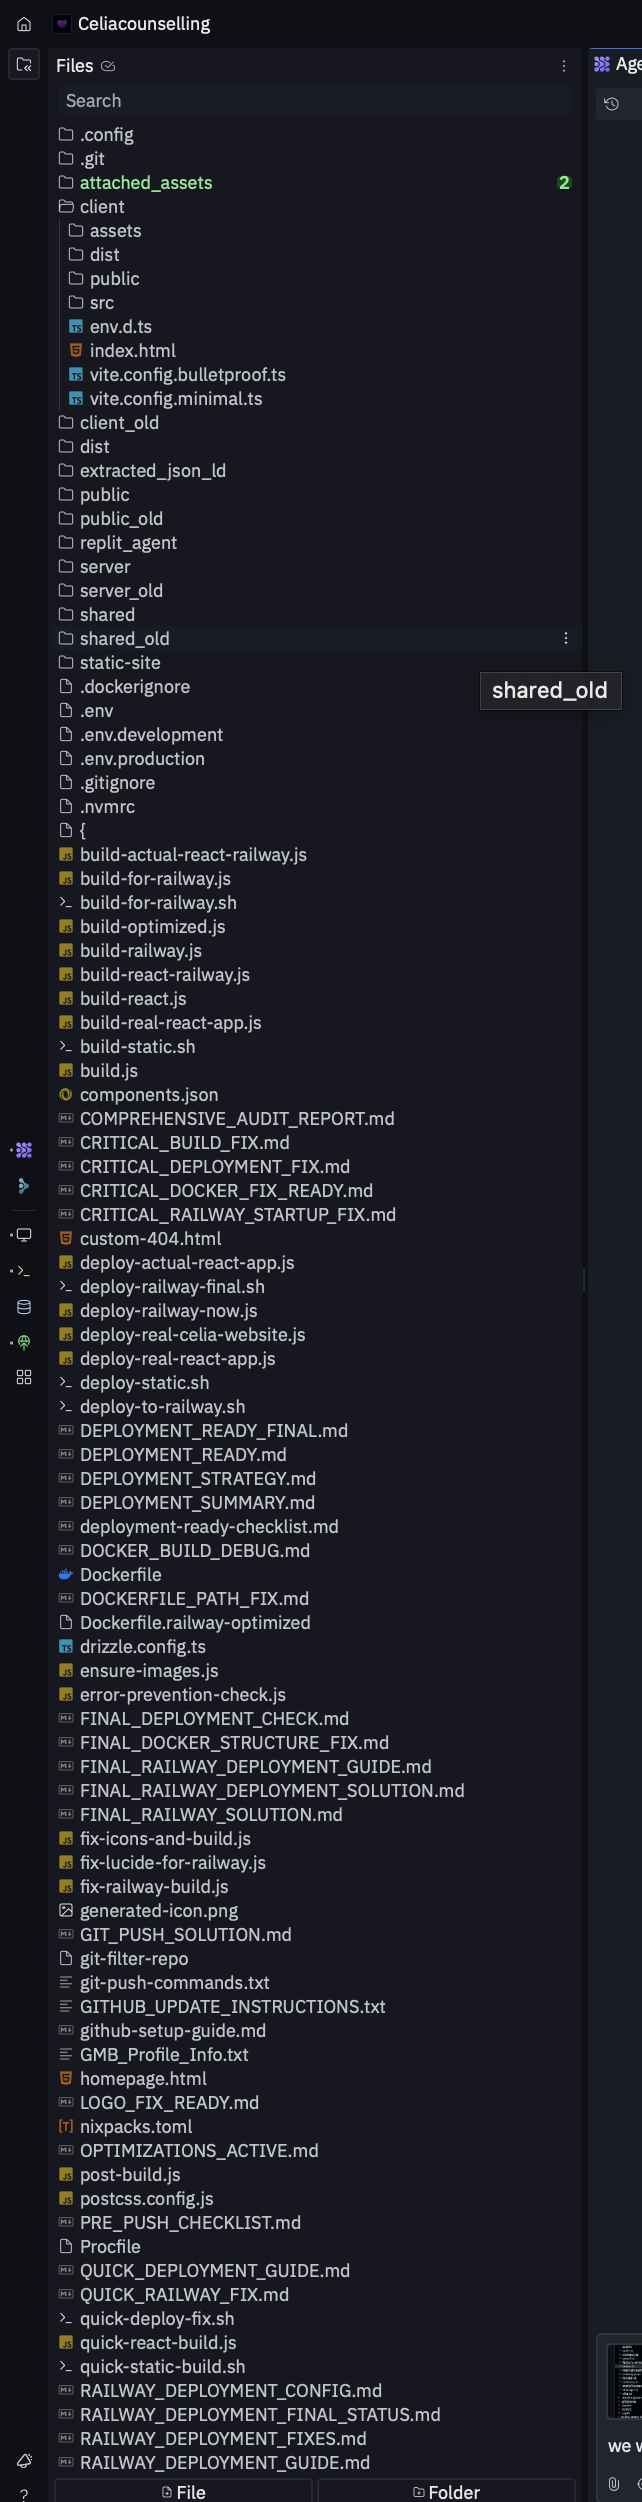 Celiacounselling
Files
Age
Search
.config
.git
attached_assets 2
client
assets
dist
public
src
env.d.ts
index.html
vite.config.bulletproof.ts
vite.config.minimal.ts
client_old
dist
extracted_json_ld
public
public_old
replit_agent
server
server_old
shared
shared_old
static-site
.dockerignore
shared_old
.env
.env.development
.env.production
.gitignore
.nvmrc
{
build-actual-react-railway.js
build-for-railway.js
build-for-railway.sh
build-optimized.js
build-railway.js
build-react-railway.js
build-react.js
build-real-react-app.js
build-static.sh
build.js
components.json
COMPREHENSIVE_AUDIT_REPORT.md
CRITICAL_BUILD_FIX.md
CRITICAL_DEPLOYMENT_FIX.md
CRITICAL_DOCKER_FIX_READY.md
CRITICAL_RAILWAY_STARTUP_FIX.md
custom-404.html
deploy-actual-react-app.js
deploy-railway-final.sh
deploy-railway-now.js
deploy-real-celia-website.js
deploy-real-react-app.js
deploy-static.sh
deploy-to-railway.sh
DEPLOYMENT_READY_FINAL.md
DEPLOYMENT_READY.md
DEPLOYMENT_STRATEGY.md
DEPLOYMENT_SUMMARY.md
deployment-ready-checklist.md
DOCKER_BUILD_DEBUG.md
Dockerfile
DOCKERFILE_PATH_FIX.md
Dockerfile.railway-optimized
drizzle.config.ts
ensure-images.js
error-prevention-check.js
FINAL_DEPLOYMENT_CHECK.md
FINAL_DOCKER_STRUCTURE_FIX.md
FINAL_RAILWAY_DEPLOYMENT_GUIDE.md
FINAL_RAILWAY_DEPLOYMENT_SOLUTION.md
FINAL_RAILWAY_SOLUTION.md
fix-icons-and-build.js
fix-lucide-for-railway.js
fix-railway-build.js
generated-icon.png
GIT_PUSH_SOLUTION.md
git-filter-repo
git-push-commands.txt
GITHUB_UPDATE_INSTRUCTIONS.txt
github-setup-guide.md
GMB_Profile_Info.txt
homepage.html
LOGO_FIX_READY.md
nixpacks.toml
OPTIMIZATIONS_ACTIVE.md
post-build.js
postcss.config.js
PRE_PUSH_CHECKLIST.md
Procfile
QUICK_DEPLOYMENT_GUIDE.md
QUICK_RAILWAY_FIX.md
quick-deploy-fix.sh
quick-react-build.js
quick-static-build.sh
RAILWAY_DEPLOYMENT_CONFIG.md
RAILWAY_DEPLOYMENT_FINAL_STATUS.md
RAILWAY_DEPLOYMENT_FIXES.md
we w
RAILWAY_DEPLOYMENT_GUIDE.md
File
Folder